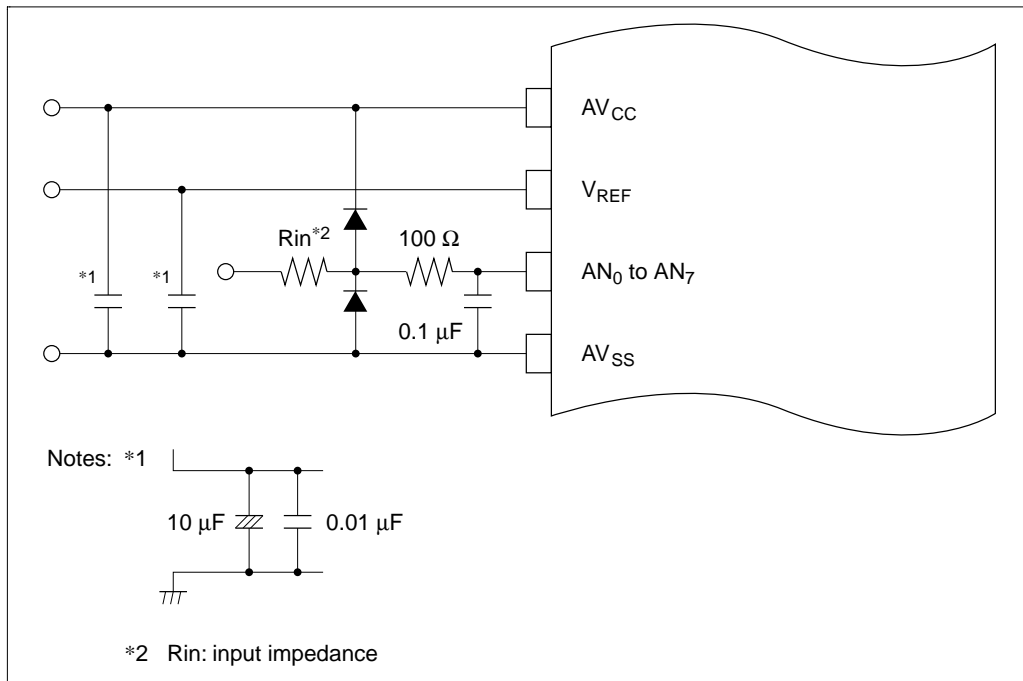 AVCC
VREF
Rin*2
100 Ω
*1
*1
AN0 to AN7
0.1 µF
AVSS
Notes: *1
10 µF
0.01 µF
*2 Rin: input impedance